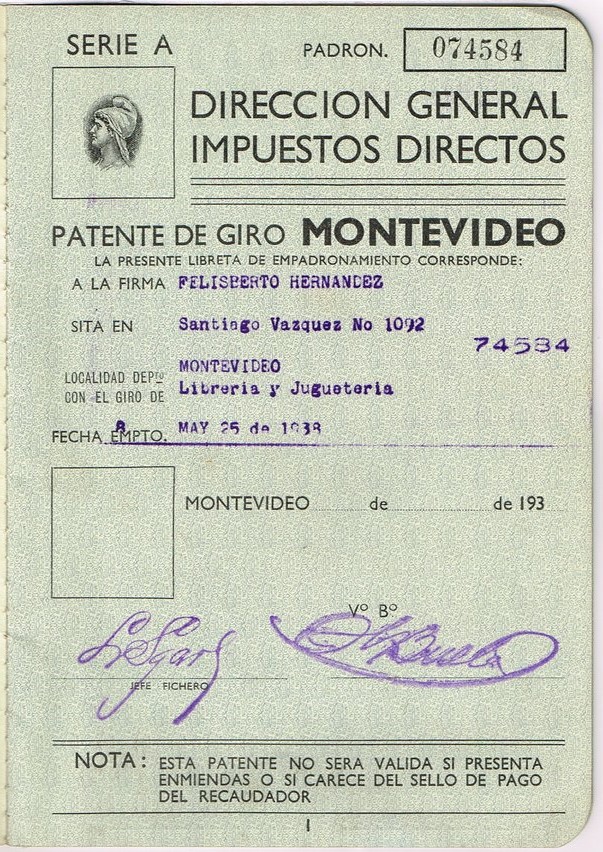 SERIE A
PADRON. 074584
DIRECCION GENERAL
IMPUESTOS DIRECTOS
PATENTE DE GIRO MONTEVIDEO
LA PRESENTE LIBRETA DE EMPADRONAMIENTO CORRESPONDE:
A LA FIRMA FELISBERTO HERNANDEZ
SITA EN Santiago Vazquez No 1092
74584
LOCALIDAD DEPTO MONTEVIDEO
CON EL GIRO DE Libreria y Jugueteria
FECHA EMPTO. 8 MAY 25 de 1938
MONTEVIDEO de de 193
Vº Bº
JEFE FICHERO
NOTA: ESTA PATENTE NO SERA VALIDA SI PRESENTA
ENMIENDAS O SI CARECE DEL SELLO DE PAGO
DEL RECAUDADOR
1